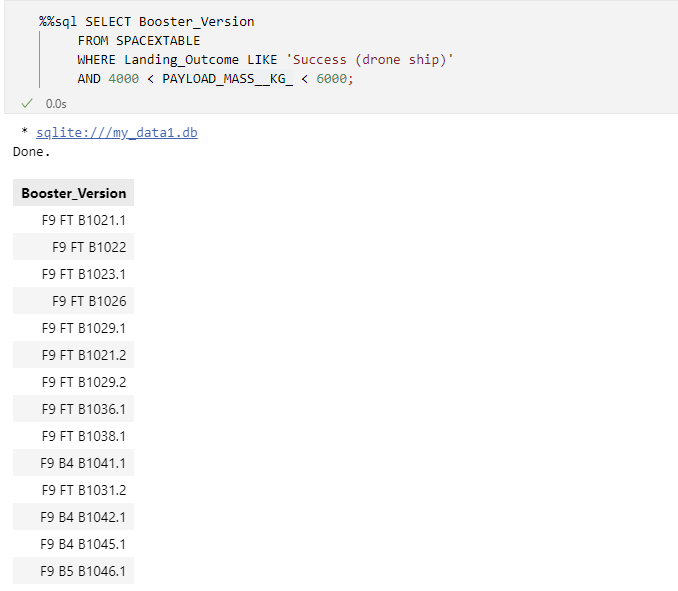 %%sql SELECT Booster_Version
FROM SPACEXTABLE
WHERE Landing_Outcome LIKE 'Success (drone ship)'
AND 4000 < PAYLOAD_MASS__KG_ < 6000;
✓ 0.0s
* sqlite:///my_data1.db
Done.
Booster_Version
F9 FT B1021.1
F9 FT B1022
F9 FT B1023.1
F9 FT B1026
F9 FT B1029.1
F9 FT B1021.2
F9 FT B1029.2
F9 FT B1036.1
F9 FT B1038.1
F9 B4 B1041.1
F9 FT B1031.2
F9 B4 B1042.1
F9 B4 B1045.1
F9 B5 B1046.1